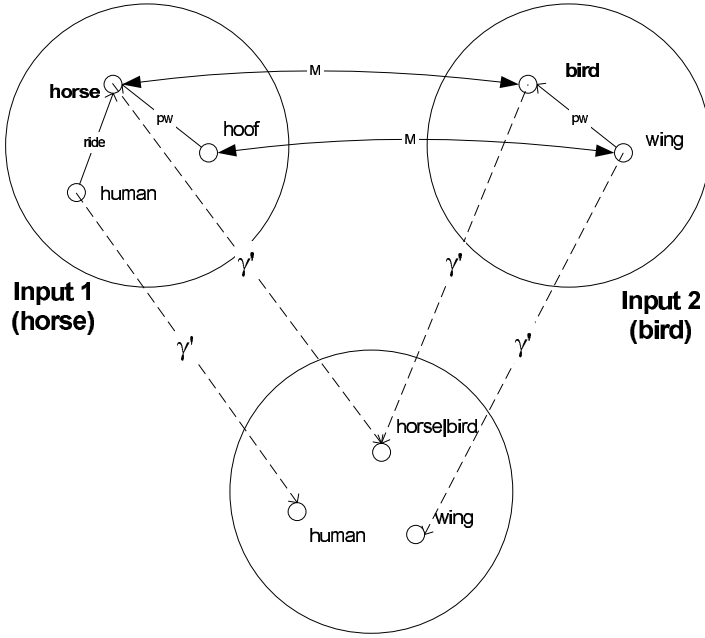 M
horse
bird
pw
hoof
ride
pw
wing
M
human
γ'
γ'
Input 1
(horse)
Input 2
(bird)
γ'
γ'
horse|bird
wing
human